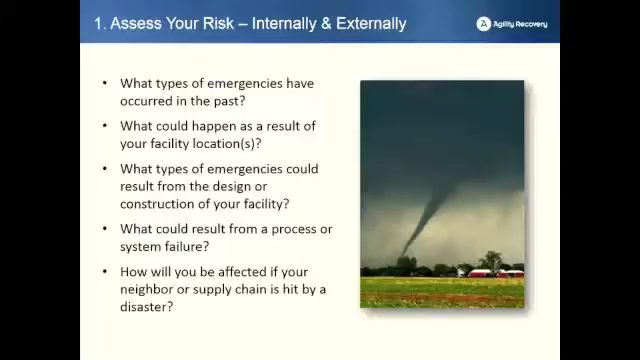 1. Assess Your Risk – Internally & Externally
Agility Recovery
• What types of emergencies have
occurred in the past?
• What could happen as a result of
your facility location(s)?
• What types of emergencies could
result from the design or
construction of your facility?
• What could result from a process or
system failure?
• How will you be affected if your
neighbor or supply chain is hit by a
disaster?